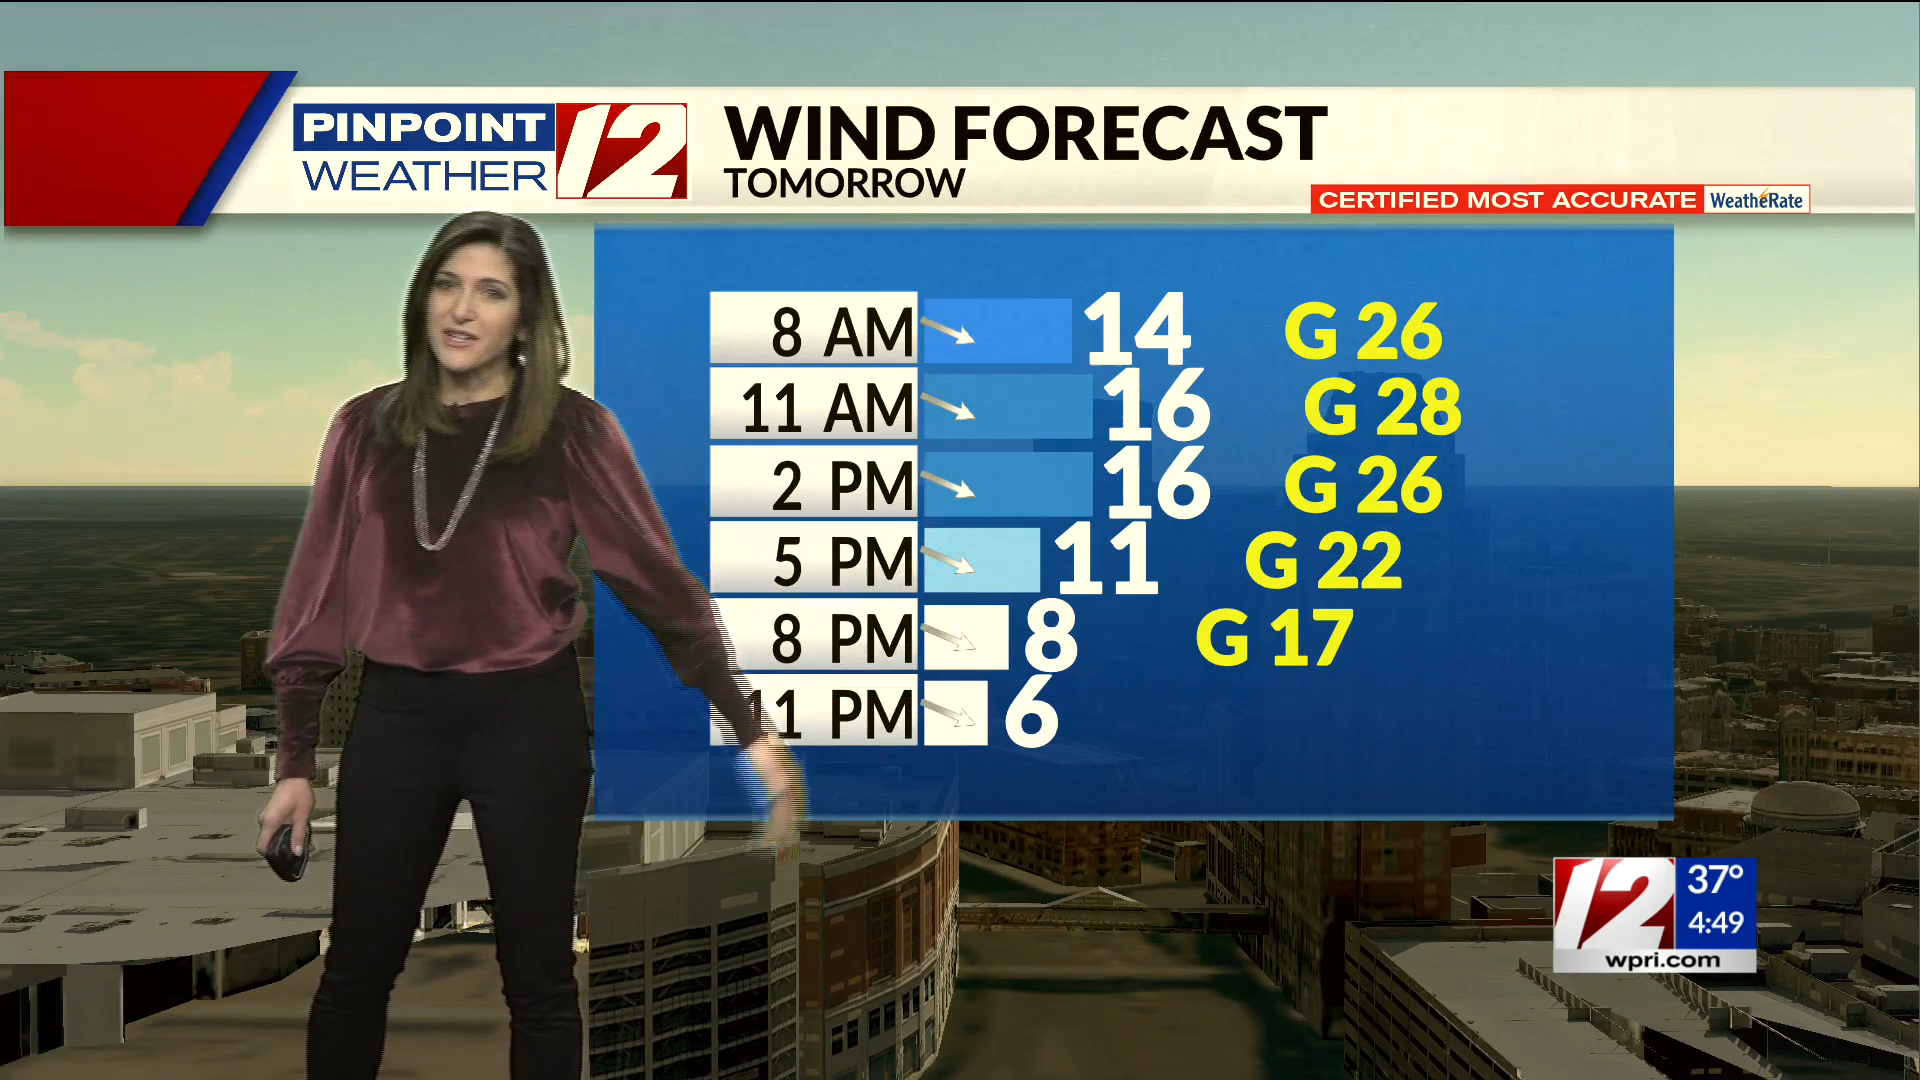 PINPOINT
WEATHER
12
WIND FORECAST
TOMORROW
CERTIFIED MOST ACCURATE WeatheRate
8 AM 14 G 26
11 AM 16 G 28
2 PM 16 G 26
5 PM 11 G 22
8 PM 8 G 17
11 PM 6
12 37°
4:49
wpri.com